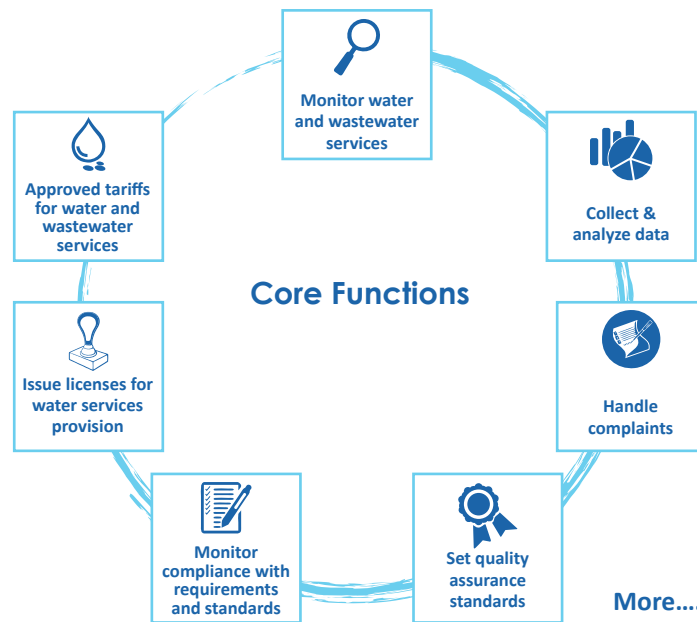 Monitor water
and wastewater
services
Approved tariffs
for water and
wastewater
services
Collect &
analyze data
Core Functions
Issue licenses for
water services
provision
Handle
complaints
Monitor
compliance with
requirements
and standards
Set quality
assurance
standards
More....